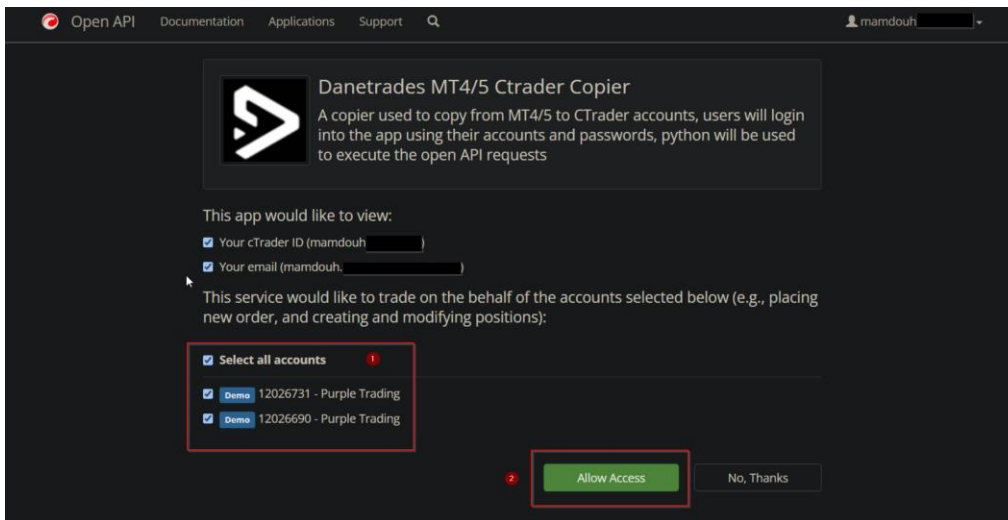 Open API Documentation Applications Support mamdouh
Danetrades MT4/5 Ctrader Copier
A copier used to copy from MT4/5 to CTrader accounts, users will login
into the app using their accounts and passwords, python will be used
to execute the open API requests
This app would like to view:
Your cTrader ID (mamdouh )
Your email (mamdouh. )
This service would like to trade on the behalf of the accounts selected below (e.g., placing
new order, and creating and modifying positions):
Select all accounts 1
Demo 12026731 - Purple Trading
Demo 12026690 - Purple Trading
2 Allow Access No, Thanks